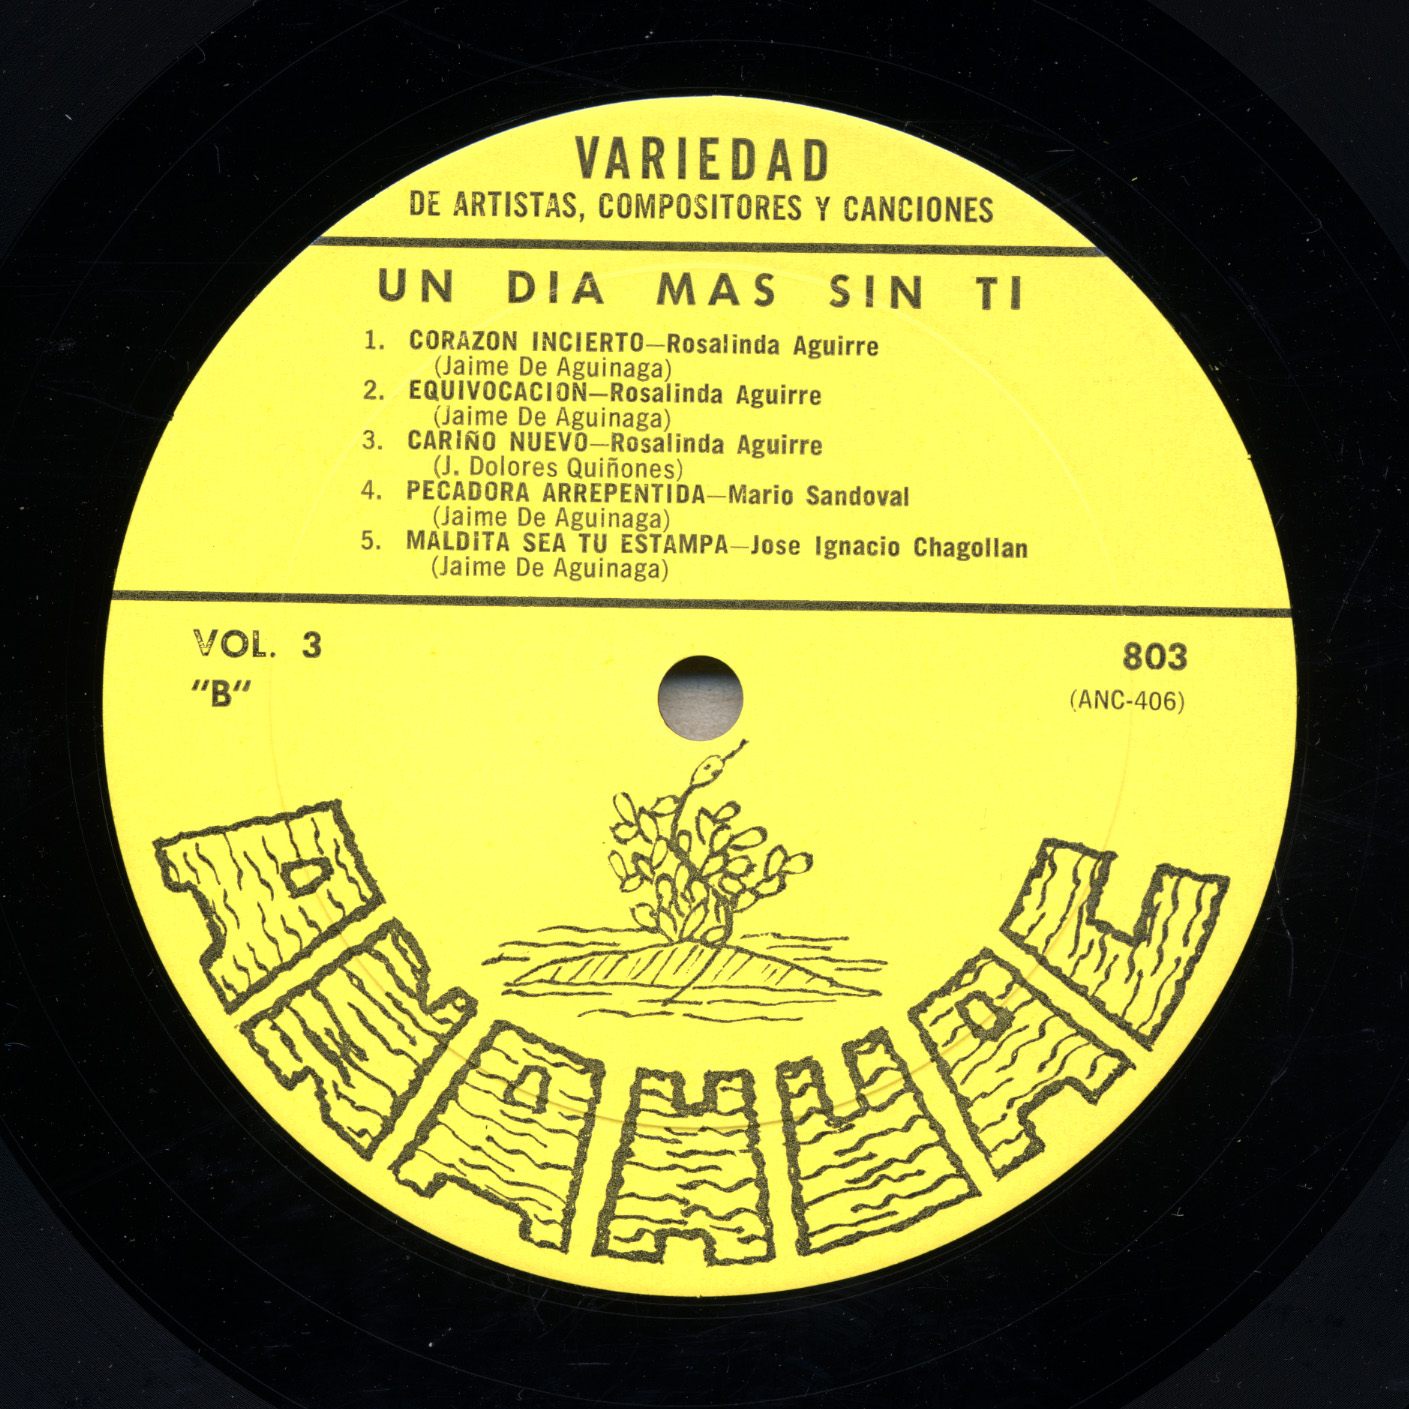 VARIEDAD
DE ARTISTAS, COMPOSITORES Y CANCIONES
UN DIA MAS SIN TI
1. CORAZON INCIERTO—Rosalinda Aguirre
(Jaime De Aguinaga)
2. EQUIVOCACION—Rosalinda Aguirre
(Jaime De Aguinaga)
3. CARIÑO NUEVO—Rosalinda Aguirre
(J. Dolores Quiñones)
4. PECADORA ARREPENTIDA—Mario Sandoval
(Jaime De Aguinaga)
5. MALDITA SEA TU ESTAMPA—Jose Ignacio Chagollan
(Jaime De Aguinaga)
VOL. 3
"B"
803
(ANC-406)
ANAHUAC